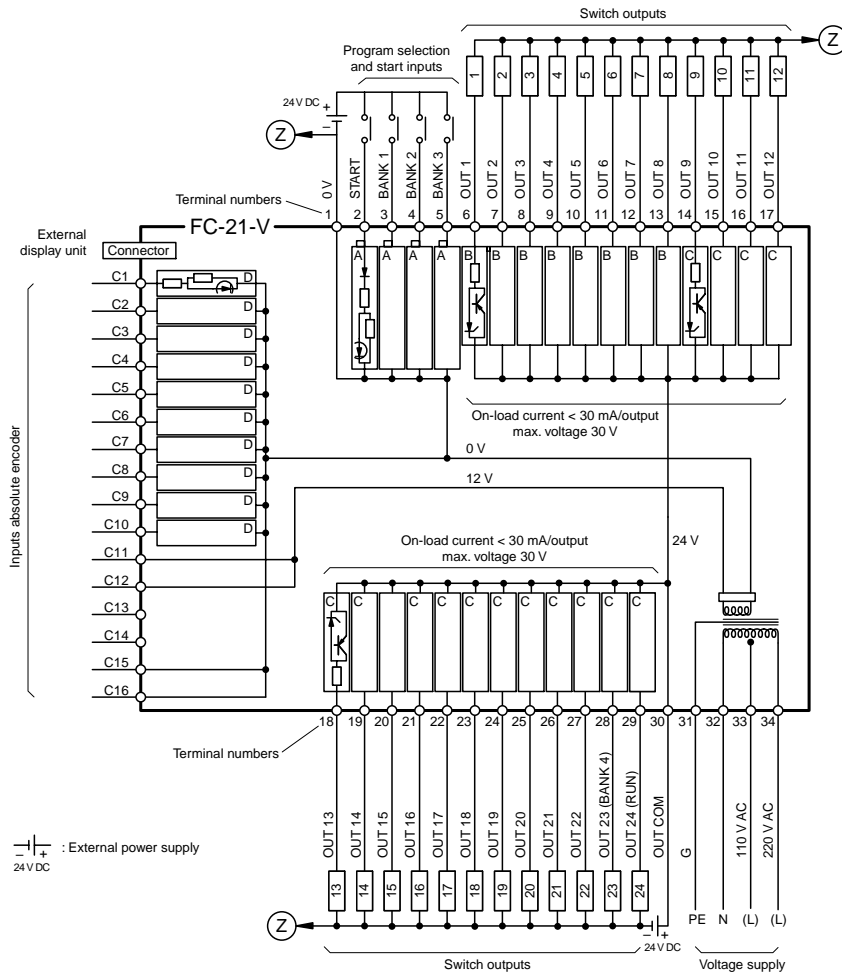 Switch outputs
Z
Program selection
and start inputs
1 2 3 4 5 6 7 8 9 10 11 12
24 V DC + −
Z
0 V START BANK 1 BANK 2 BANK 3 OUT 1 OUT 2 OUT 3 OUT 4 OUT 5 OUT 6 OUT 7 OUT 8 OUT 9 OUT 10 OUT 11 OUT 12
Terminal numbers 1 2 3 4 5 6 7 8 9 10 11 12 13 14 15 16 17
FC-21-V
External
display unit
Connector
A A A A B B B B B B B B C C C C
C1 D
C2 D
C3 D
C4 D
C5 D
C6 D
C7 D
C8 D
C9 D
C10 D
C11
C12
C13
C14
C15
C16
Inputs absolute encoder
On-load current < 30 mA/output
max. voltage 30 V
0 V
12 V
24 V
On-load current < 30 mA/output
max. voltage 30 V
C C C C C C C C C C C C
18 19 20 21 22 23 24 25 26 27 28 29 30 31 32 33 34
Terminal numbers
OUT 13 OUT 14 OUT 15 OUT 16 OUT 17 OUT 18 OUT 19 OUT 20 OUT 21 OUT 22 OUT 23 (BANK 4) OUT 24 (RUN) OUT COM G 110 V AC 220 V AC
− + : External power supply
24 V DC
13 14 15 16 17 18 19 20 21 22 23 24
PE N (L) (L)
Z
− +
24 V DC
Switch outputs
Voltage supply